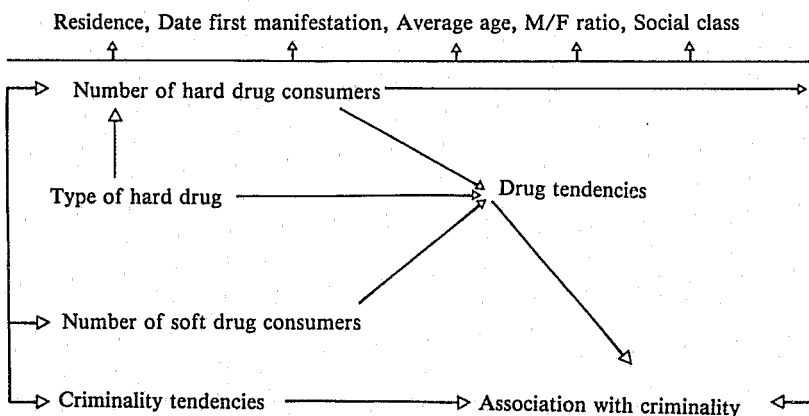 Residence, Date first manifestation, Average age, M/F ratio, Social class
Number of hard drug consumers
Type of hard drug
Drug tendencies
Number of soft drug consumers
Criminality tendencies
Association with criminality